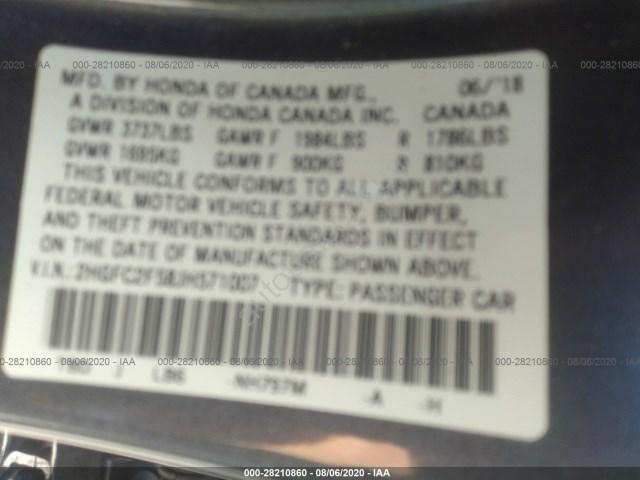 000-28210860 - 08/06/2020 - IAA
MFD. BY HONDA OF CANADA MFG., 06/'18
A DIVISION OF HONDA CANADA INC. CANADA
GVWR 3737LBS GAWR F 1984LBS R 1786LBS
GVWR 1695KG GAWR F 900KG R 810KG
THIS VEHICLE CONFORMS TO ALL APPLICABLE
FEDERAL MOTOR VEHICLE SAFETY, BUMPER,
AND THEFT PREVENTION STANDARDS IN EFFECT
ON THE DATE OF MANUFACTURE SHOWN ABOVE.
V.I.N.: 2HGFC2F58JH571007 TYPE: PASSENGER CAR
NH797M -A -H
000-28210860 - 08/06/2020 - IAA